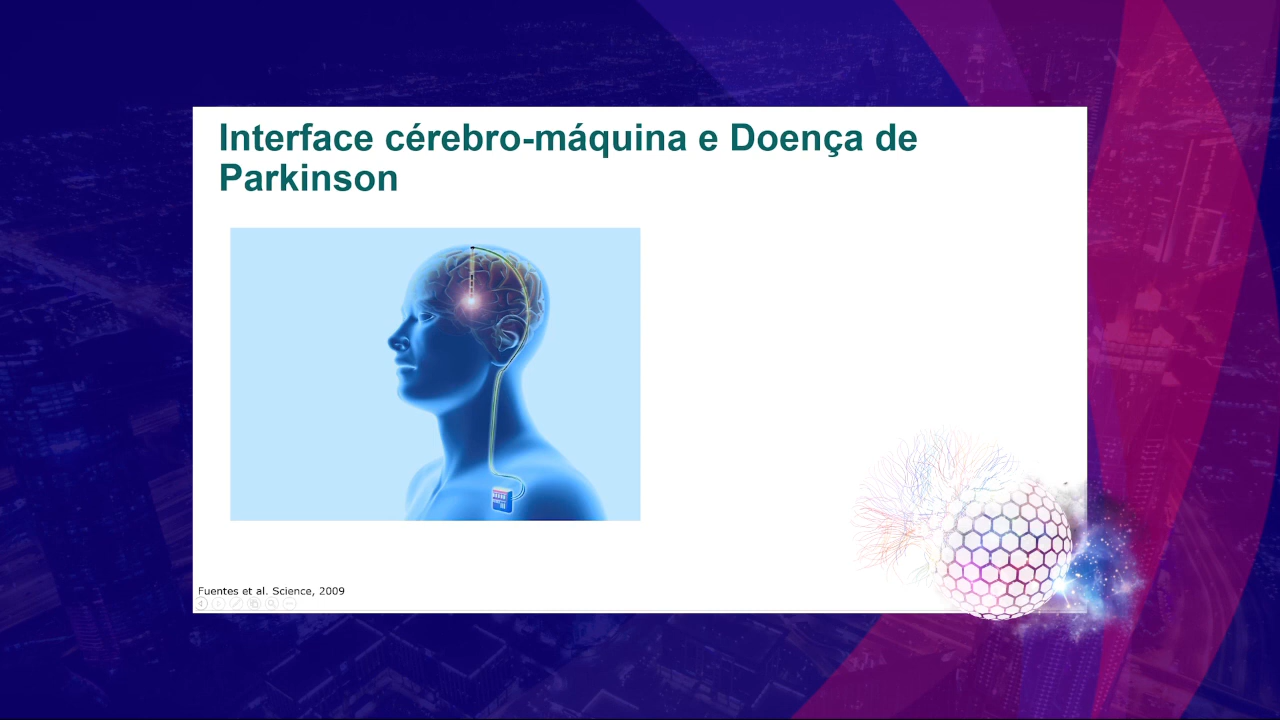 Interface cérebro-máquina e Doença de
Parkinson
Fuentes et al. Science, 2009